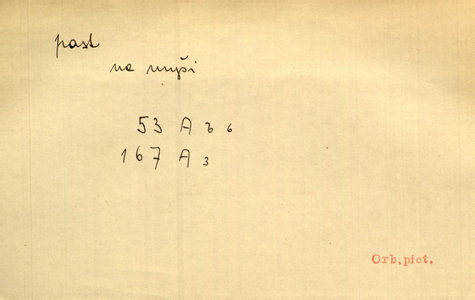 past
na myši
53 A b 6
167 A 3
Orb.pict.